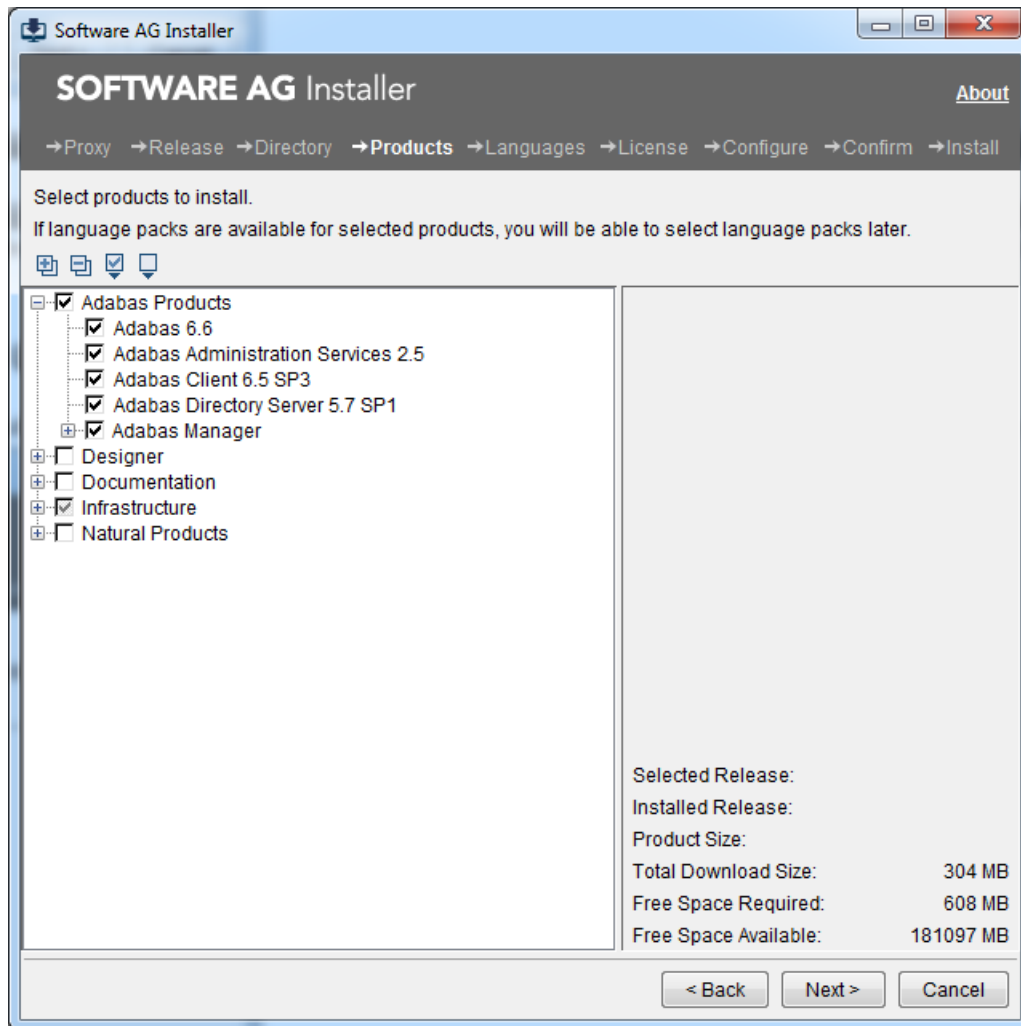 Software AG Installer
SOFTWARE AG Installer
About
→Proxy →Release →Directory →Products →Languages →License →Configure →Confirm →Install
Select products to install.
If language packs are available for selected products, you will be able to select language packs later.
Adabas Products
Adabas 6.6
Adabas Administration Services 2.5
Adabas Client 6.5 SP3
Adabas Directory Server 5.7 SP1
Adabas Manager
Designer
Documentation
Infrastructure
Natural Products
Selected Release:
Installed Release:
Product Size:
Total Download Size: 304 MB
Free Space Required: 608 MB
Free Space Available: 181097 MB
< Back Next > Cancel